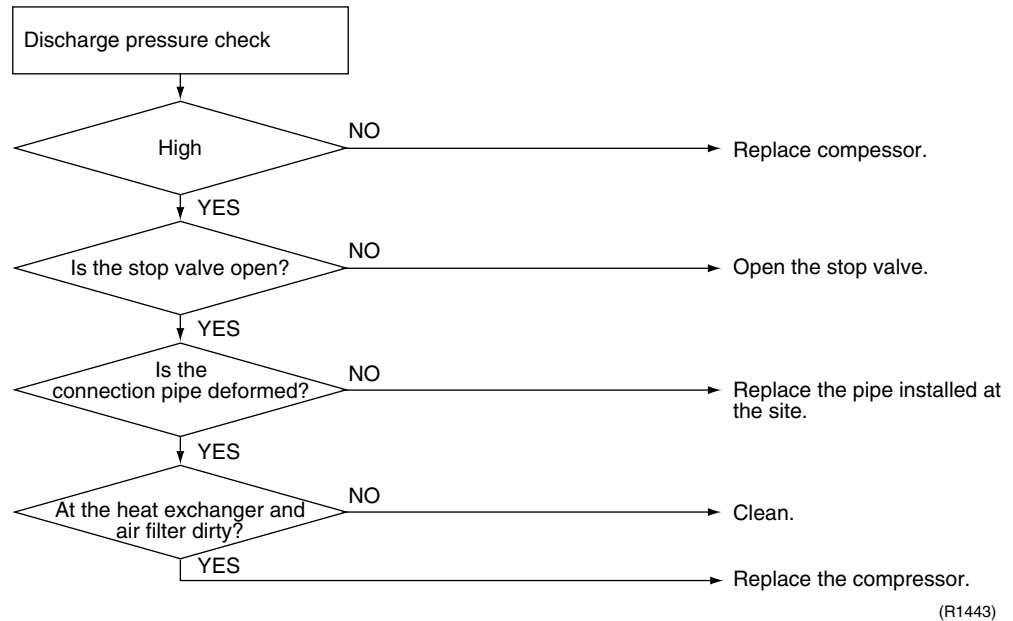 Discharge pressure check
High
NO
Replace compessor.
YES
Is the stop valve open?
NO
Open the stop valve.
YES
Is the
connection pipe deformed?
NO
Replace the pipe installed at
the site.
YES
At the heat exchanger and
air filter dirty?
NO
Clean.
YES
Replace the compressor.
(R1443)